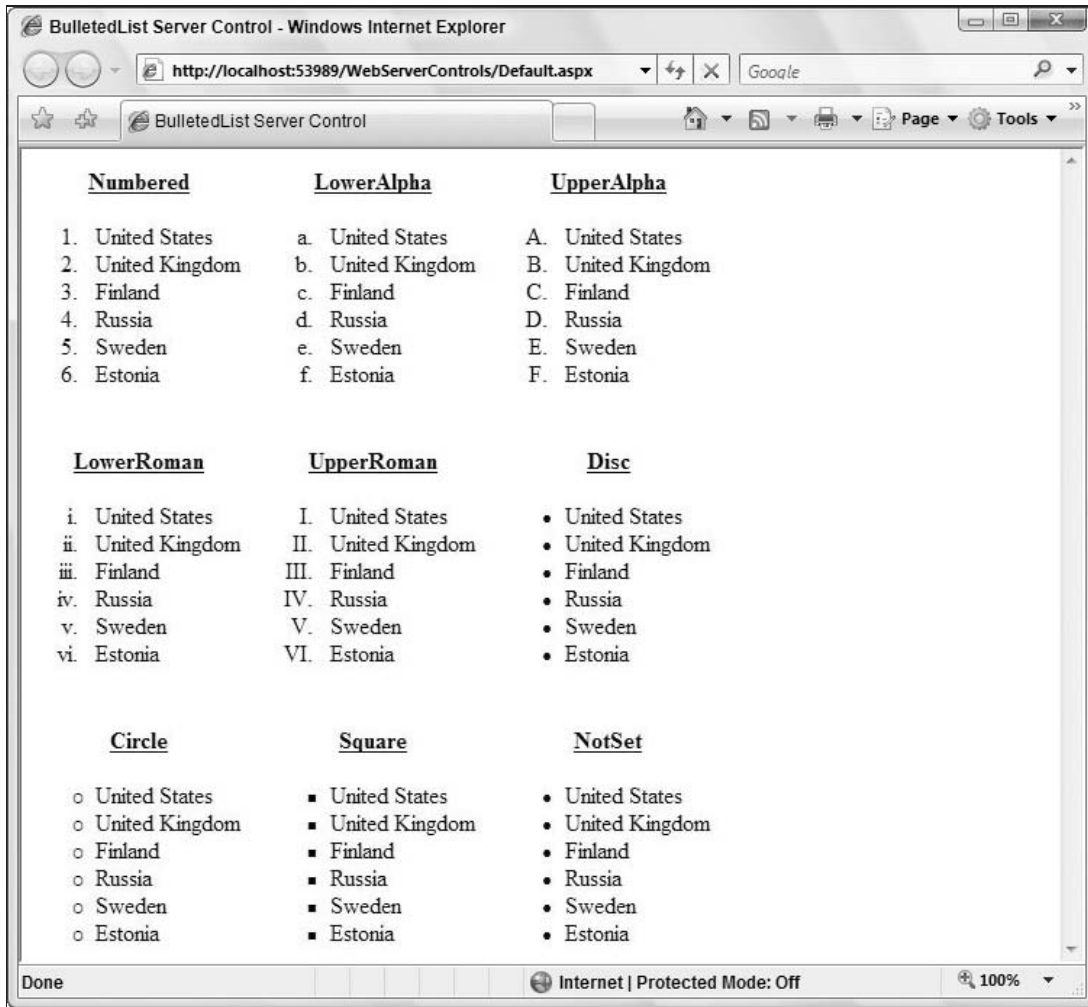 BulletedList Server Control - Windows Internet Explorer
http://localhost:53989/WebServerControls/Default.aspx
Google
BulletedList Server Control
Page
Tools
Numbered
1. United States
2. United Kingdom
3. Finland
4. Russia
5. Sweden
6. Estonia
LowerAlpha
a. United States
b. United Kingdom
c. Finland
d. Russia
e. Sweden
f. Estonia
UpperAlpha
A. United States
B. United Kingdom
C. Finland
D. Russia
E. Sweden
F. Estonia
LowerRoman
i. United States
ii. United Kingdom
iii. Finland
iv. Russia
v. Sweden
vi. Estonia
UpperRoman
I. United States
II. United Kingdom
III. Finland
IV. Russia
V. Sweden
VI. Estonia
Disc
• United States
• United Kingdom
• Finland
• Russia
• Sweden
• Estonia
Circle
○ United States
○ United Kingdom
○ Finland
○ Russia
○ Sweden
○ Estonia
Square
▪ United States
▪ United Kingdom
▪ Finland
▪ Russia
▪ Sweden
▪ Estonia
NotSet
• United States
• United Kingdom
• Finland
• Russia
• Sweden
• Estonia
Done
Internet | Protected Mode: Off
100%